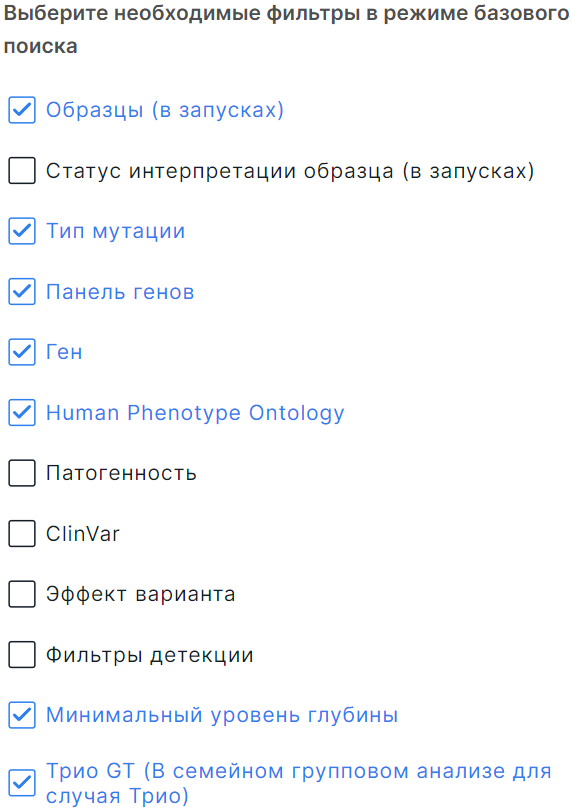 Выберите необходимые фильтры в режиме базового
поиска
Образцы (в запусках)
Статус интерпретации образца (в запусках)
Тип мутации
Панель генов
Ген
Human Phenotype Ontology
Патогенность
ClinVar
Эффект варианта
Фильтры детекции
Минимальный уровень глубины
Трио GT (В семейном групповом анализе для
случая Трио)